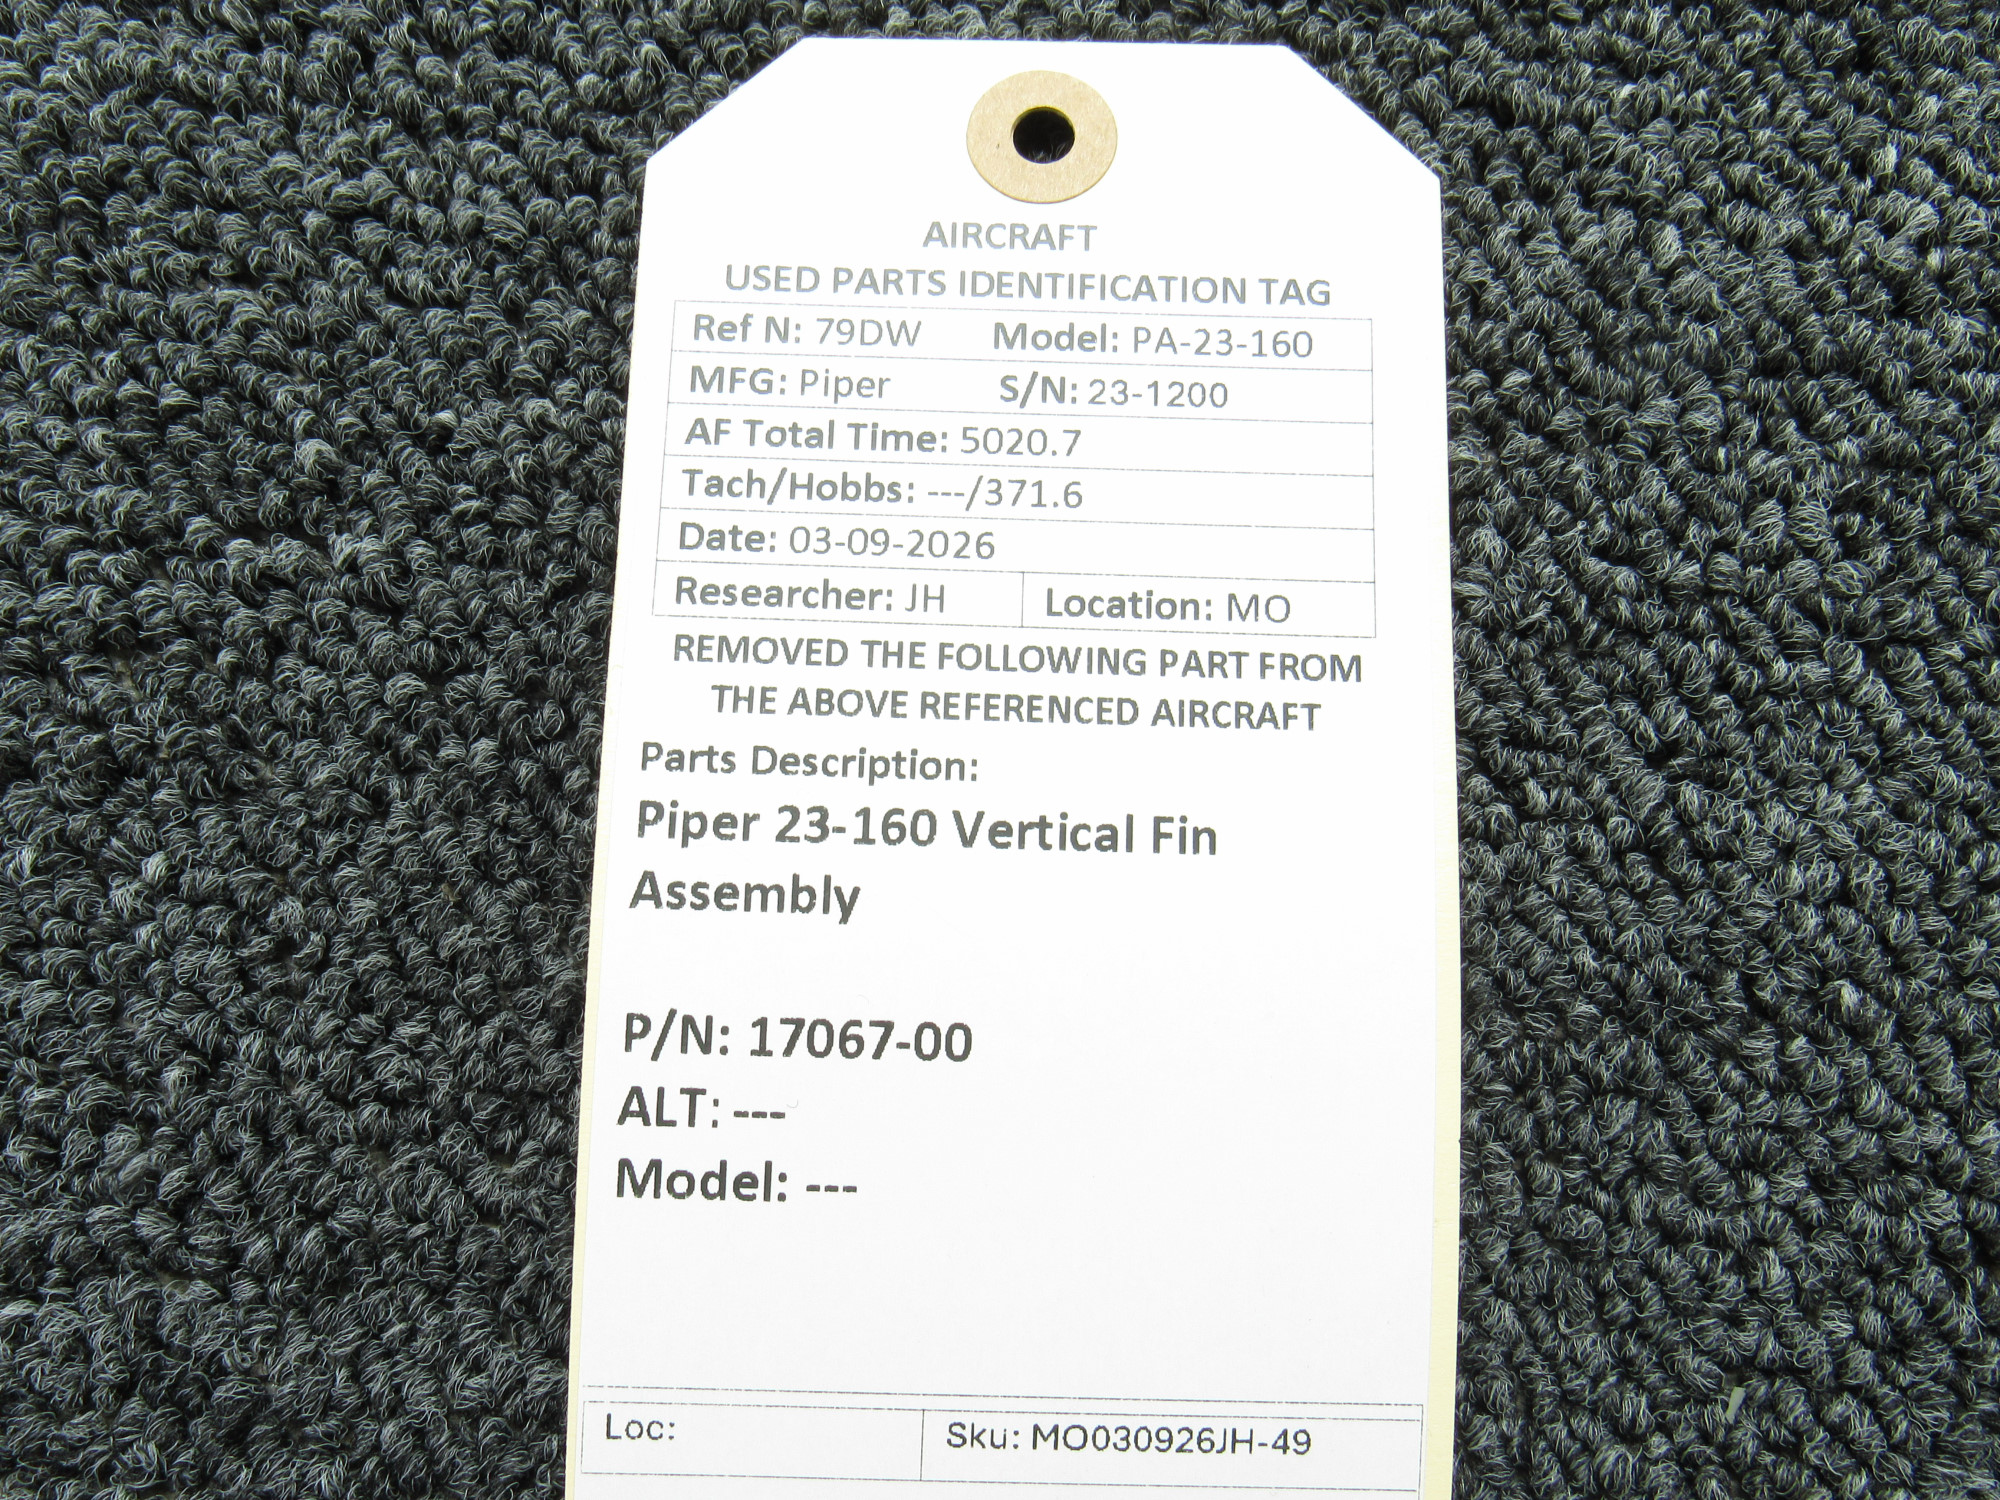 AIRCRAFT
USED PARTS IDENTIFICATION TAG
Ref N: 79DW Model: PA-23-160
MFG: Piper S/N: 23-1200
AF Total Time: 5020.7
Tach/Hobbs: ---/371.6
Date: 03-09-2026
Researcher: JH Location: MO
REMOVED THE FOLLOWING PART FROM
THE ABOVE REFERENCED AIRCRAFT
Parts Description:
Piper 23-160 Vertical Fin
Assembly
P/N: 17067-00
ALT: ---
Model: ---
Loc: Sku: MO030926JH-49